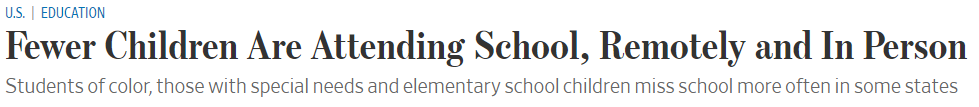 U.S. | EDUCATION
Fewer Children Are Attending School, Remotely and In Person
Students of color, those with special needs and elementary school children miss school more often in some states